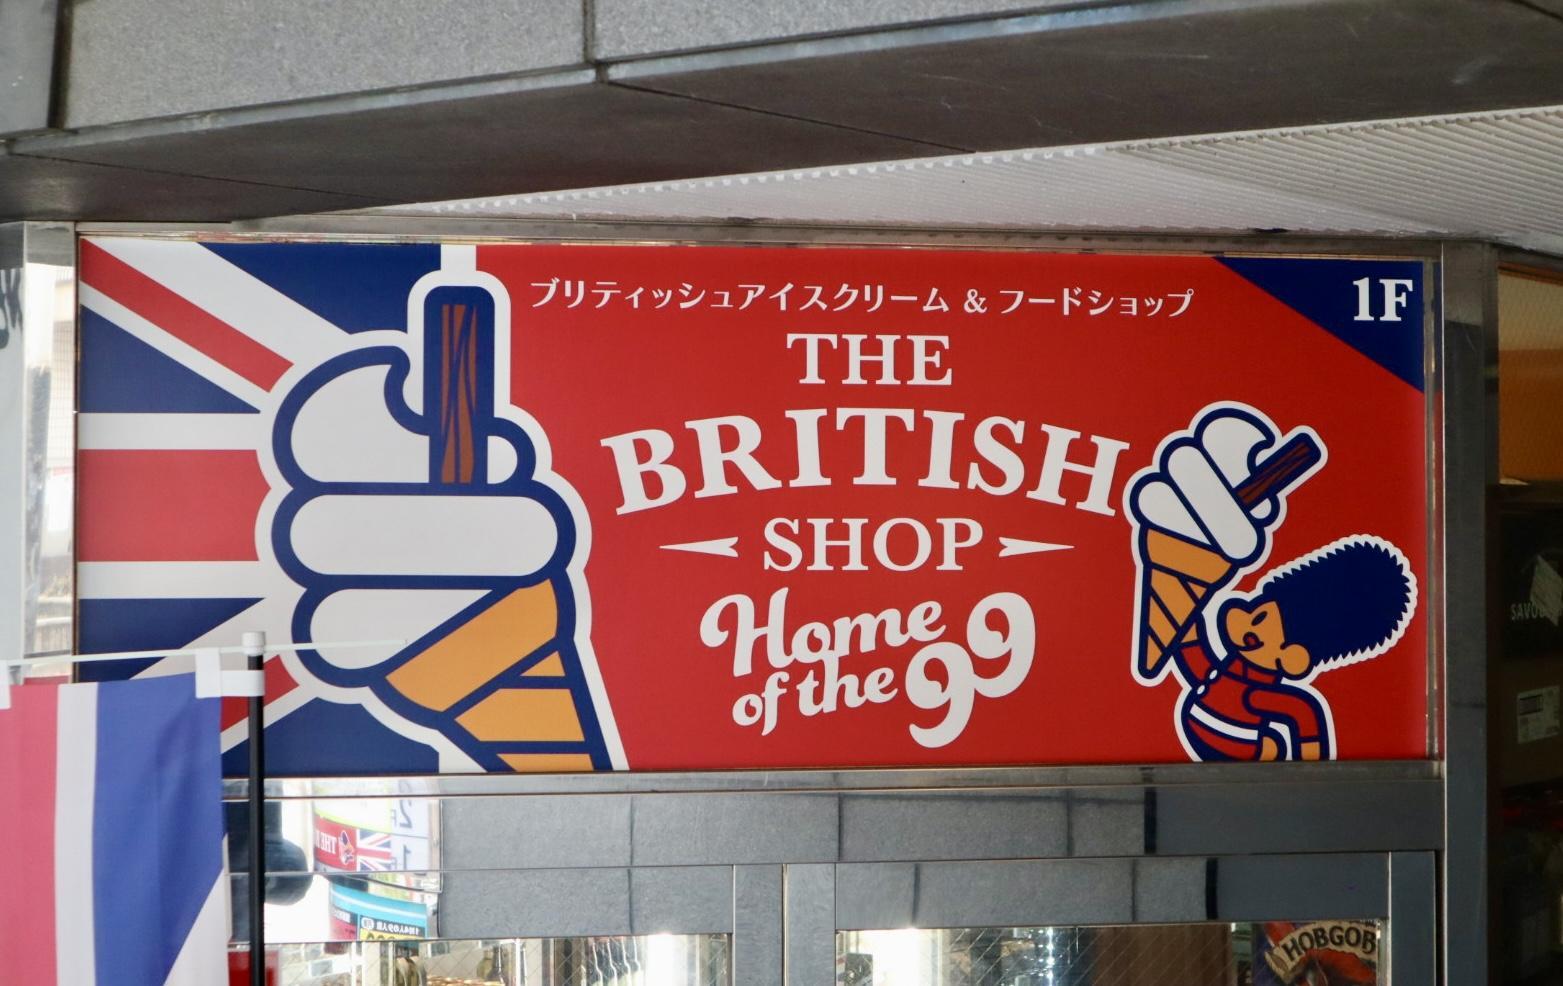 ブリティッシュアイスクリーム & フードショップ
1F
THE
BRITISH
SHOP
Home
of the 99
HOBGOB